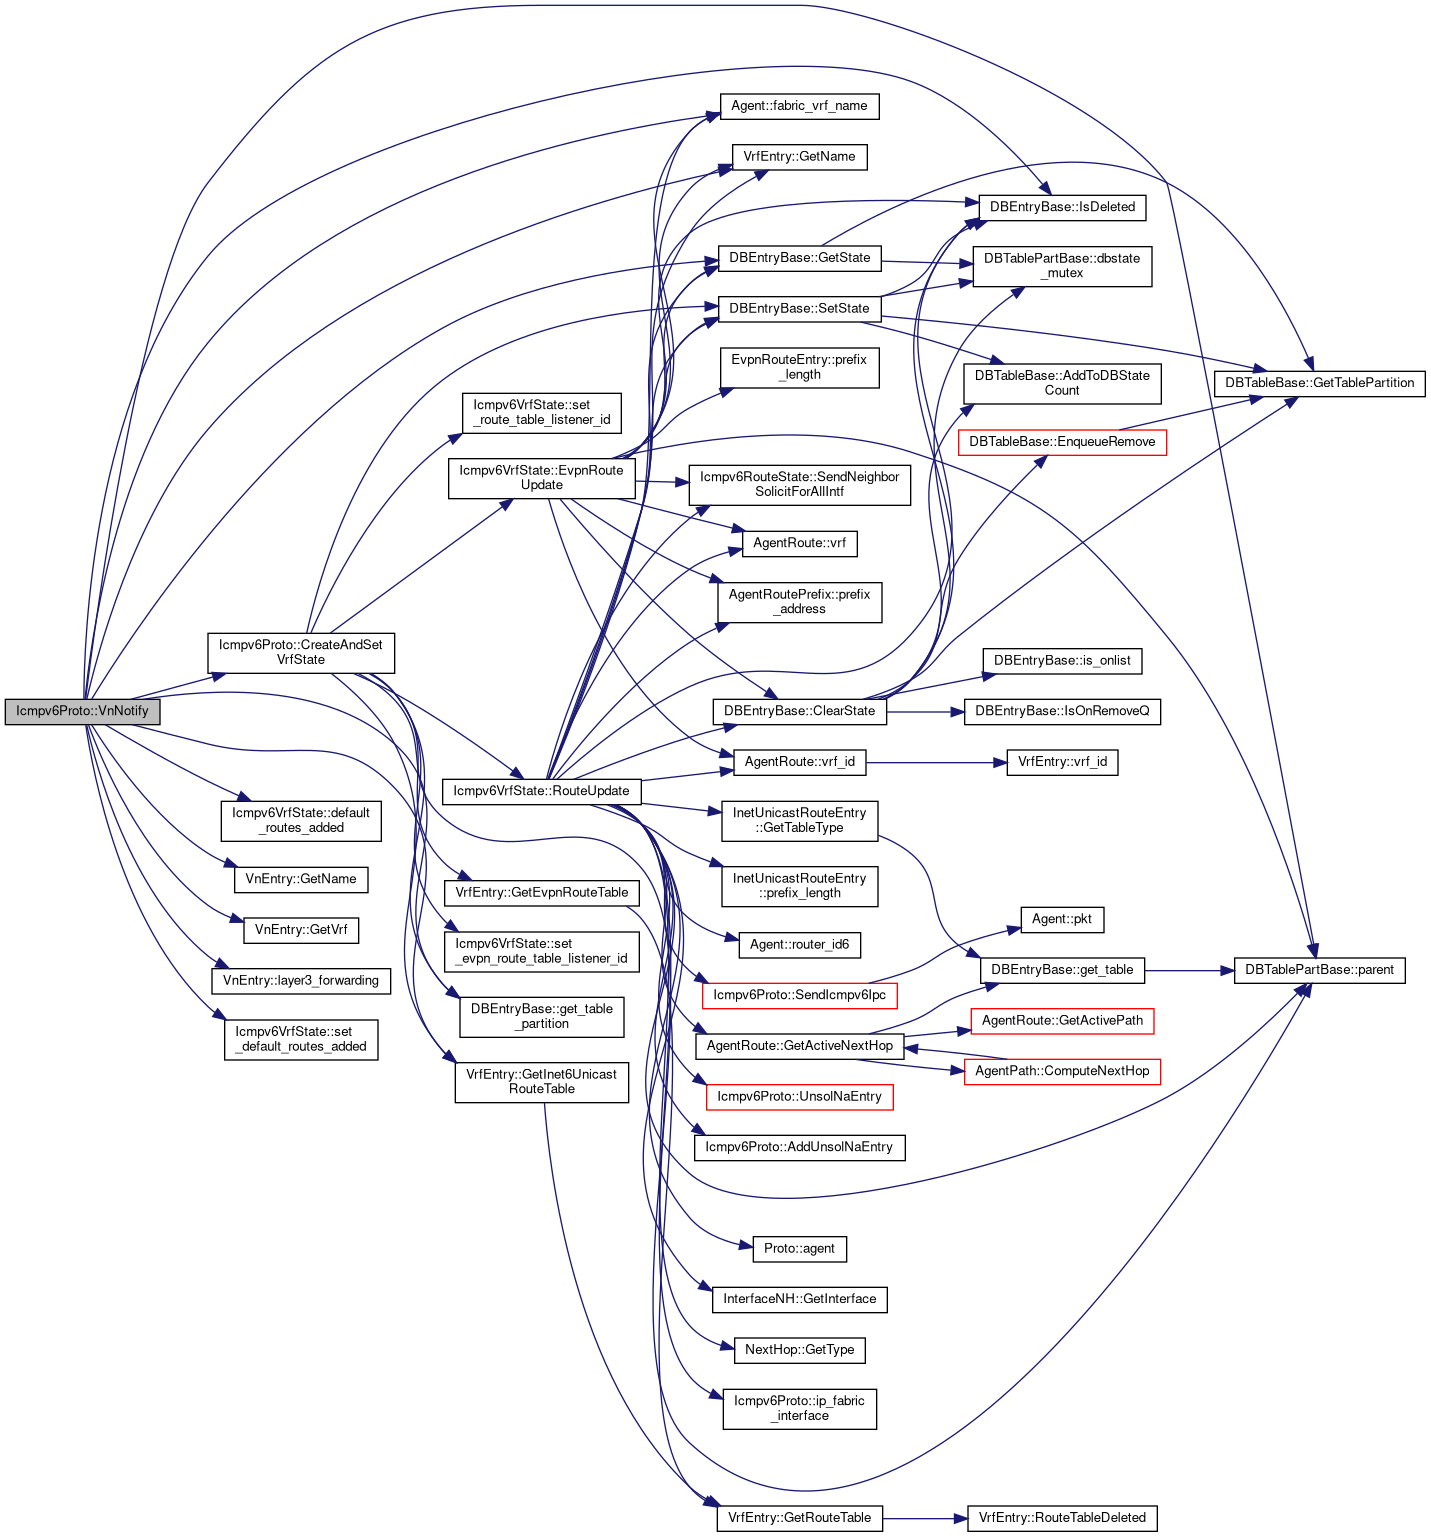 Icmpv6Proto::VnNotify
Icmpv6Proto::CreateAndSet
VrfState
Icmpv6VrfState::default
_routes_added
VnEntry::GetName
VnEntry::GetVrf
VnEntry::layer3_forwarding
Icmpv6VrfState::set
_default_routes_added
Icmpv6VrfState::set
_route_table_listener_id
Icmpv6VrfState::EvpnRoute
Update
Icmpv6VrfState::RouteUpdate
VrfEntry::GetEvpnRouteTable
Icmpv6VrfState::set
_evpn_route_table_listener_id
DBEntryBase::get_table
_partition
VrfEntry::GetInet6Unicast
RouteTable
Agent::fabric_vrf_name
VrfEntry::GetName
DBEntryBase::GetState
DBEntryBase::SetState
EvpnRouteEntry::prefix
_length
Icmpv6RouteState::SendNeighbor
SolicitForAllIntf
AgentRoute::vrf
AgentRoutePrefix::prefix
_address
DBEntryBase::ClearState
AgentRoute::vrf_id
InetUnicastRouteEntry
::GetTableType
InetUnicastRouteEntry
::prefix_length
Agent::router_id6
Icmpv6Proto::SendIcmpv6Ipc
AgentRoute::GetActiveNextHop
Icmpv6Proto::UnsolNaEntry
Icmpv6Proto::AddUnsolNaEntry
Proto::agent
InterfaceNH::GetInterface
NextHop::GetType
Icmpv6Proto::ip_fabric
_interface
VrfEntry::GetRouteTable
DBEntryBase::IsDeleted
DBTablePartBase::dbstate
_mutex
DBTableBase::AddToDBState
Count
DBTableBase::EnqueueRemove
DBEntryBase::is_onlist
DBEntryBase::IsOnRemoveQ
VrfEntry::vrf_id
Agent::pkt
DBEntryBase::get_table
AgentRoute::GetActivePath
AgentPath::ComputeNextHop
VrfEntry::RouteTableDeleted
DBTableBase::GetTablePartition
DBTablePartBase::parent